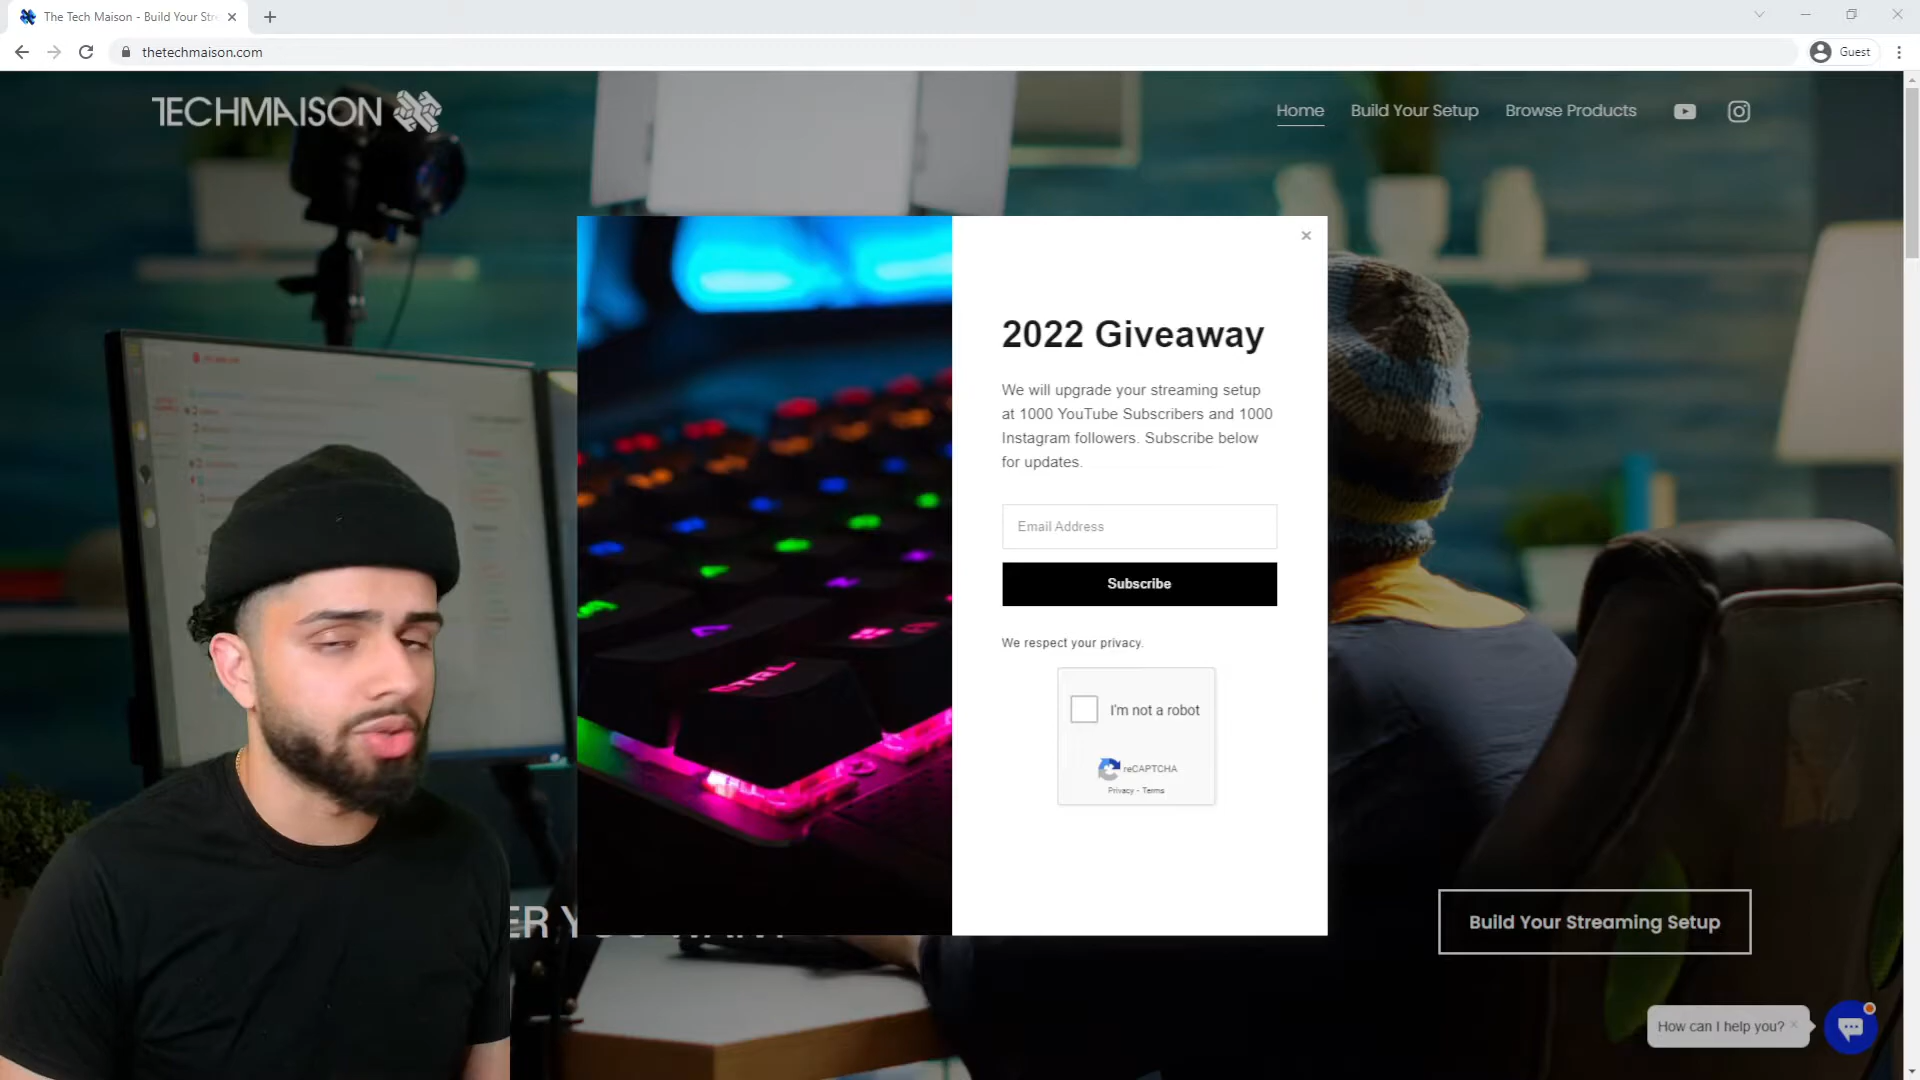 The Tech Maison - Build Your Stre
thetechmaison.com
Guest
TECHMAISON
Home
Build Your Setup
Browse Products
2022 Giveaway
We will upgrade your streaming setup
at 1000 YouTube Subscribers and 1000
Instagram followers. Subscribe below
for updates.
Email Address
Subscribe
We respect your privacy.
I'm not a robot
reCAPTCHA
Privacy - Terms
CTRL
Build Your Streaming Setup
How can I help you?